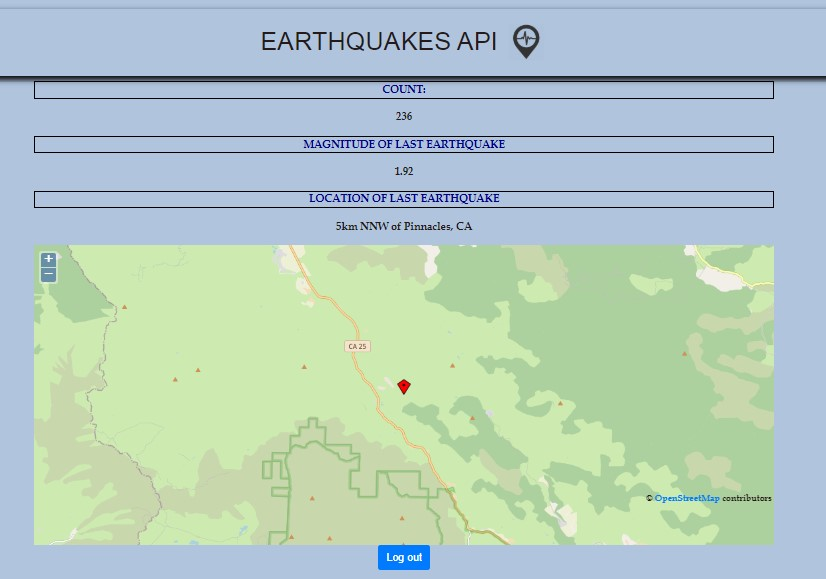 EARTHQUAKES API
COUNT:
236
MAGNITUDE OF LAST EARTHQUAKE
1.92
LOCATION OF LAST EARTHQUAKE
5km NNW of Pinnacles, CA
+
−
CA 25
© OpenStreetMap contributors
Log out